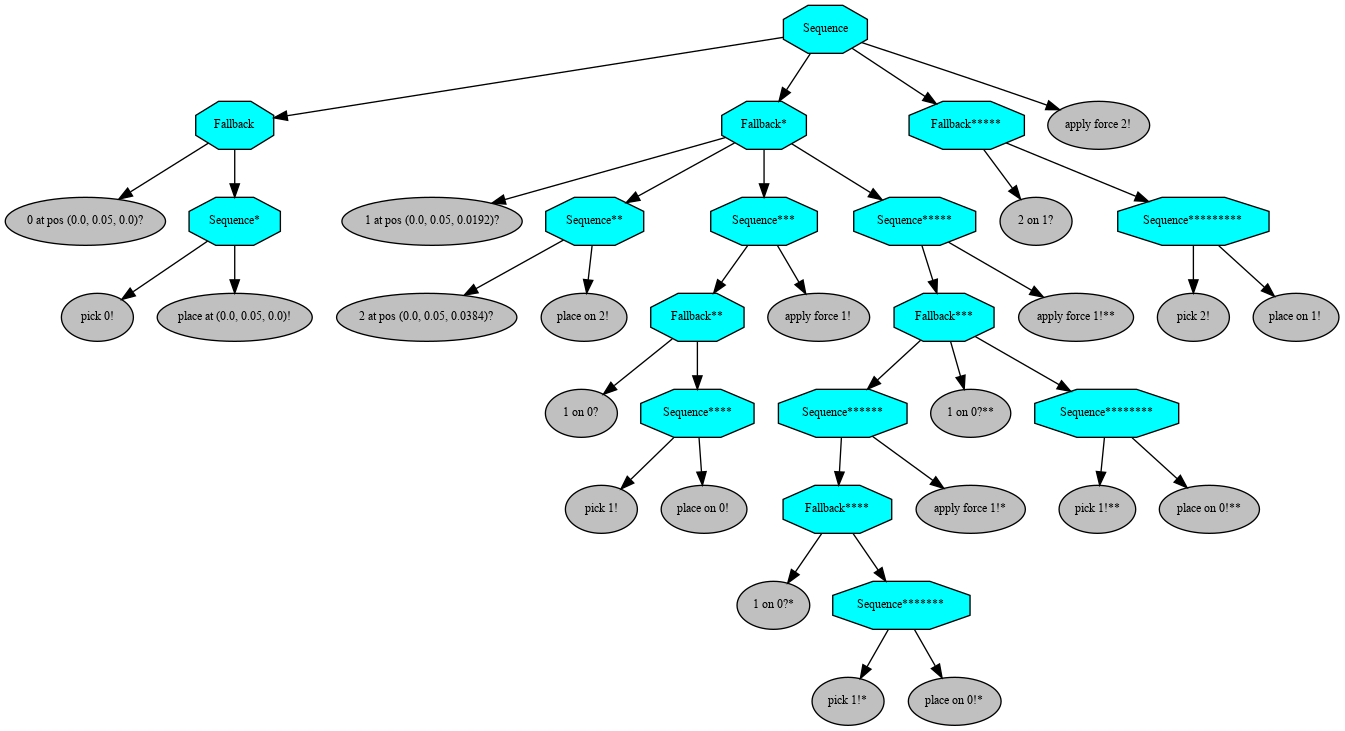 Sequence
Fallback
Fallback*
Fallback*****
apply force 2!
0 at pos (0.0, 0.05, 0.0)?
Sequence*
1 at pos (0.0, 0.05, 0.0192)?
Sequence**
Sequence***
Sequence*****
2 on 1?
Sequence*********
pick 0!
place at (0.0, 0.05, 0.0)!
2 at pos (0.0, 0.05, 0.0384)?
place on 2!
Fallback**
apply force 1!
Fallback***
apply force 1!**
pick 2!
place on 1!
1 on 0?
Sequence****
Sequence******
1 on 0?**
Sequence********
pick 1!
place on 0!
Fallback****
apply force 1!*
pick 1!**
place on 0!**
1 on 0?*
Sequence*******
pick 1!*
place on 0!*